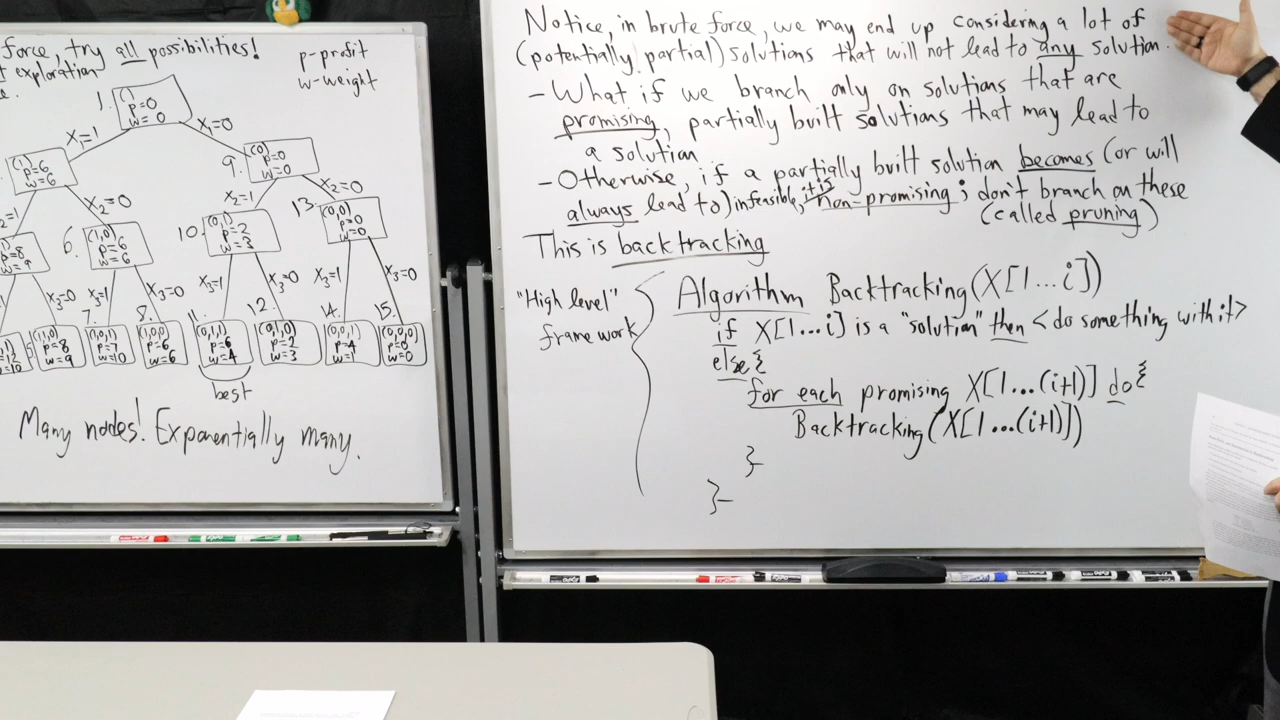 force, try all possibilities!
exploration
p-profit
w-weight
1.
(,)
p=0
w=0
X₁=1
X₁=0
(1)
p=6
w=6
9.
(0)
p=0
w=0
X₂=0
X₂=1
X₂=0
p=8
w=9
6.
(1,0)
p=6
w=6
10.
(0,1)
p=2
w=3
13.
(0,0)
p=0
w=0
X₃=0
X₃=1
X₃=0
X₃=1
X₃=0
X₃=1
X₃=0
(1,1,0)
p=8
w=9
7.
(1,0,1)
p=
w=10
8.
(1,0,0)
p=6
w=6
11.
(0,1,1)
p=6
w=4
12.
(0,1,0)
p=2
w=3
14.
(0,0,1)
p=4
w=1
15.
(0,0,0)
p=0
w=0
best
Many nodes! Exponentially many.
Notice, in brute force, we may end up considering a lot of
(potentially partial) solutions that will not lead to any solution.
- What if we branch only on solutions that are
promising, partially built solutions that may lead to
a solution
- Otherwise, if a partially built solution becomes (or will
always lead to) infeasible, it is non-promising; don't branch on these
(called pruning)
This is backtracking
"High level"
framework
Algorithm Backtracking(X[1...i])
if X[1...i] is a "solution" then <do something with it>
else{
for each promising X[1...(i+1)] do{
Backtracking(X[1...(i+1)])
}
}